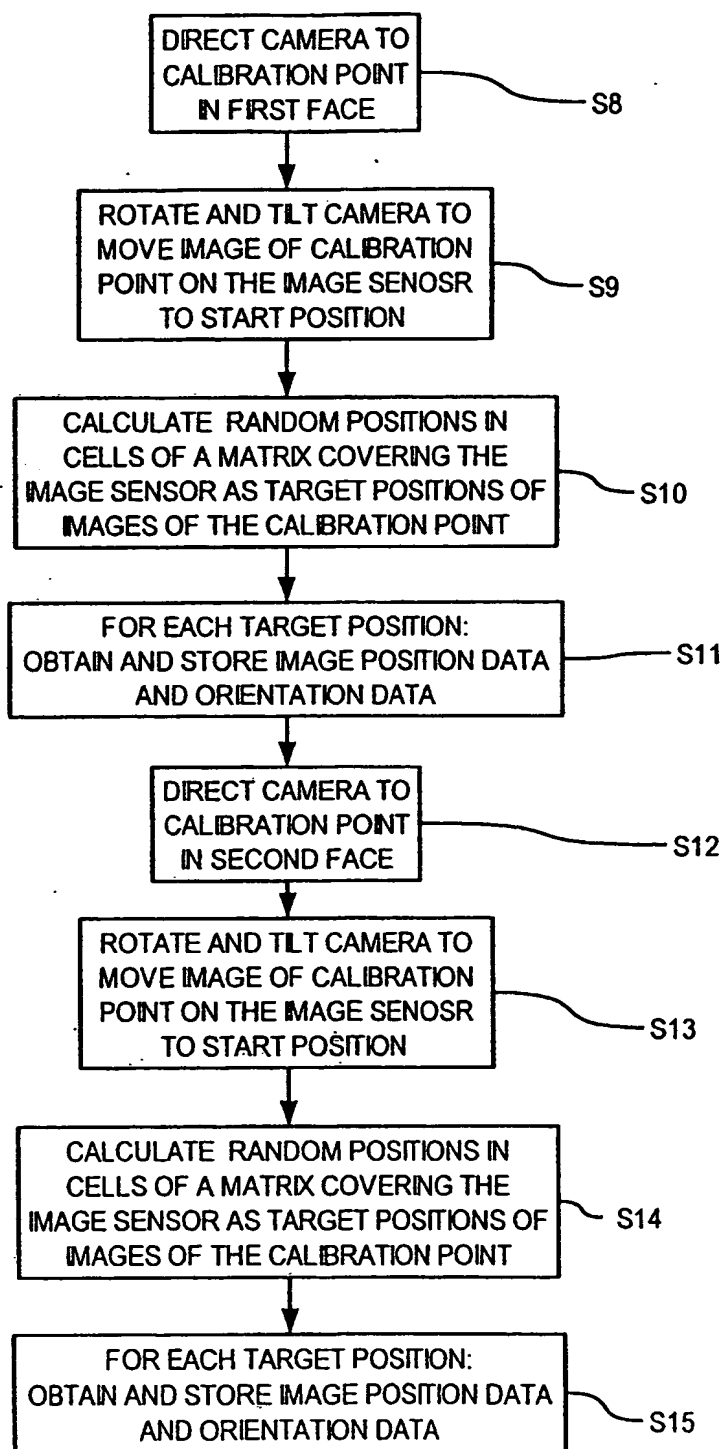 DIRECT CAMERA TO
CALIBRATION POINT
IN FIRST FACE
S8
ROTATE AND TILT CAMERA TO
MOVE IMAGE OF CALIBRATION
POINT ON THE IMAGE SENOSR
TO START POSITION
S9
CALCULATE RANDOM POSITIONS IN
CELLS OF A MATRIX COVERING THE
IMAGE SENSOR AS TARGET POSITIONS OF
IMAGES OF THE CALIBRATION POINT
S10
FOR EACH TARGET POSITION:
OBTAIN AND STORE IMAGE POSITION DATA
AND ORIENTATION DATA
S11
DIRECT CAMERA TO
CALIBRATION POINT
IN SECOND FACE
S12
ROTATE AND TILT CAMERA TO
MOVE IMAGE OF CALIBRATION
POINT ON THE IMAGE SENOSR
TO START POSITION
S13
CALCULATE RANDOM POSITIONS IN
CELLS OF A MATRIX COVERING THE
IMAGE SENSOR AS TARGET POSITIONS OF
IMAGES OF THE CALIBRATION POINT
S14
FOR EACH TARGET POSITION:
OBTAIN AND STORE IMAGE POSITION DATA
AND ORIENTATION DATA
S15